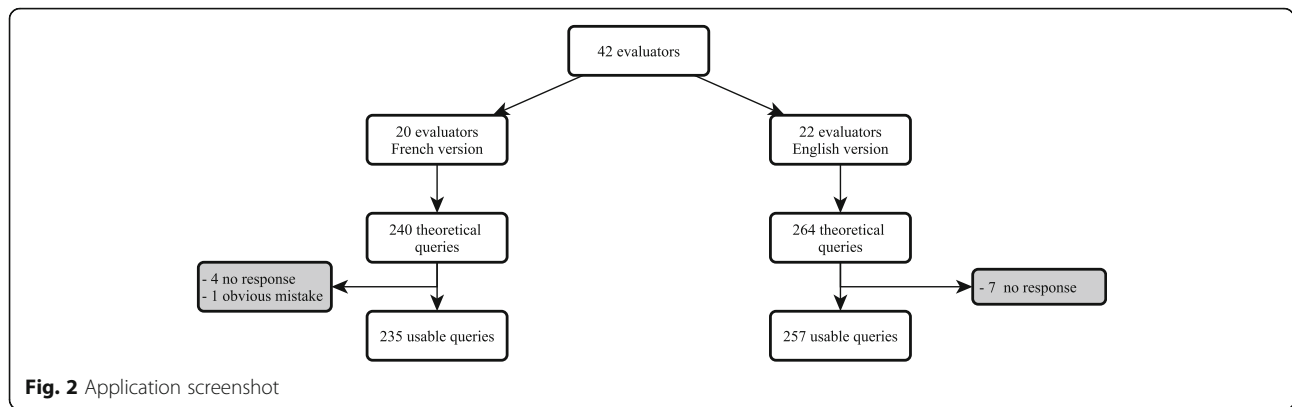 42 evaluators
20 evaluators
French version
22 evaluators
English version
240 theoretical
queries
264 theoretical
queries
- 4 no response
- 1 obvious mistake
- 7 no response
235 usable queries
257 usable queries
Fig. 2 Application screenshot